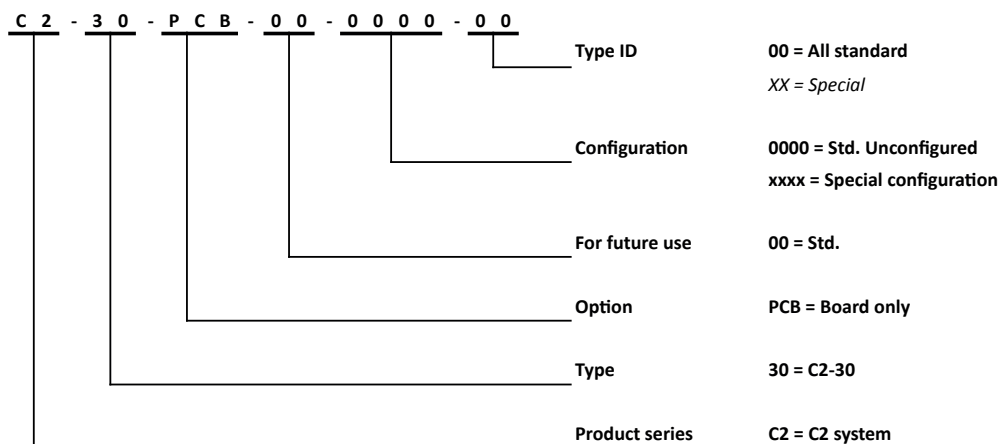 C2 - 30 - PCB - 00 - 0000 - 00
Type ID 00 = All standard
XX = Special
Configuration 0000 = Std. Unconfigured
xxxx = Special configuration
For future use 00 = Std.
Option PCB = Board only
Type 30 = C2-30
Product series C2 = C2 system